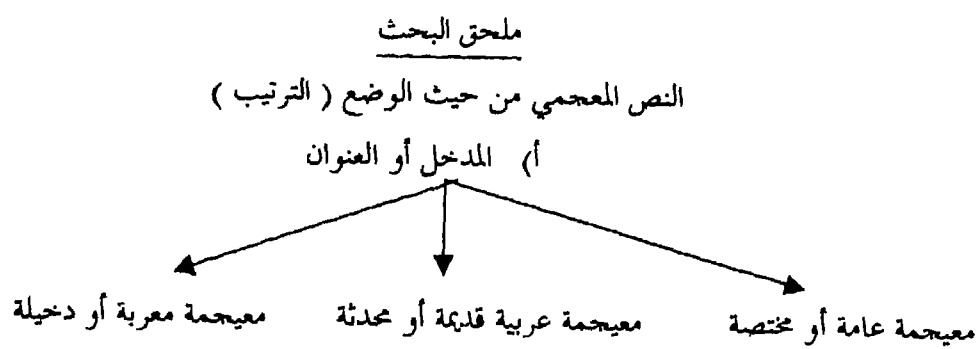 ملحق البحث
النص المعجمي من حيث الوضع ( الترتيب )
أ) المدخل أو العنوان
معيجمة عامة أو مختصة معيجمة عربية قديمة أو محدثة معيجمة معربة أو دخيلة